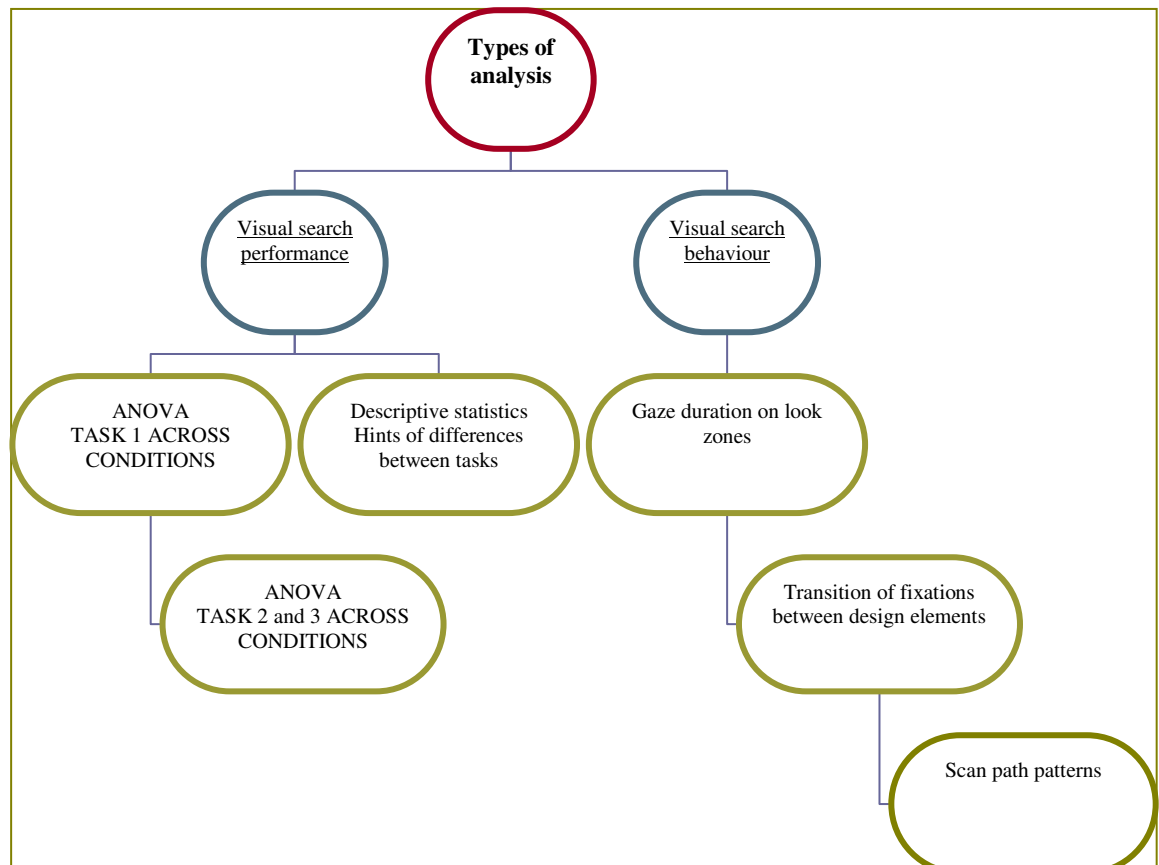 Types of
analysis
Visual search
performance
Visual search
behaviour
ANOVA
TASK 1 ACROSS
CONDITIONS
Descriptive statistics
Hints of differences
between tasks
Gaze duration on look
zones
ANOVA
TASK 2 and 3 ACROSS
CONDITIONS
Transition of fixations
between design elements
Scan path patterns